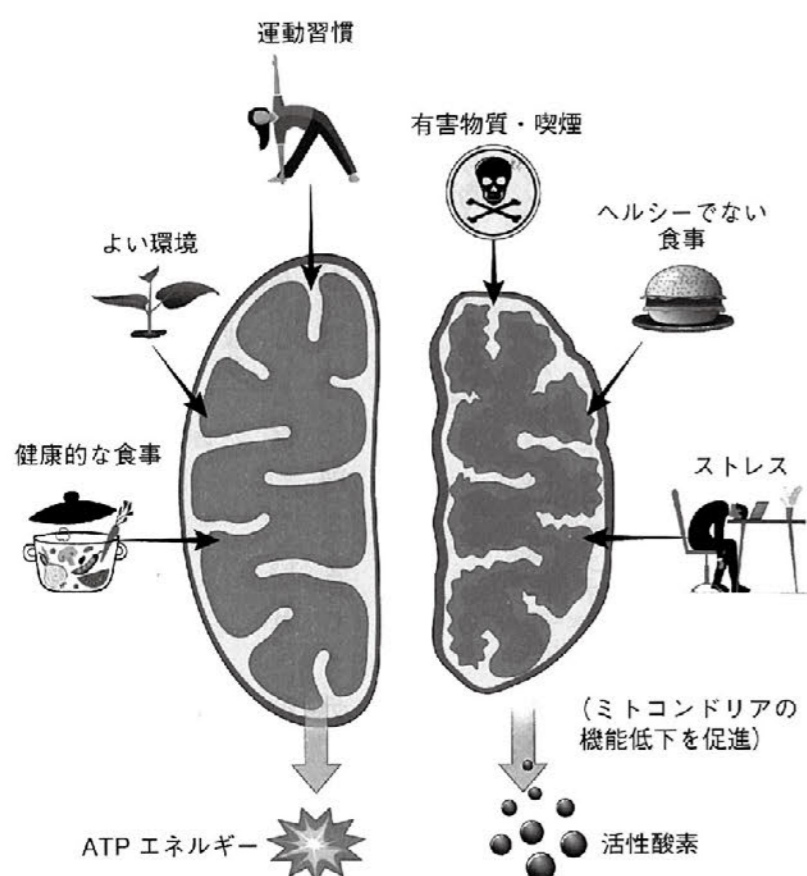 運動習慣
有害物質・喫煙
ヘルシーでない
食事
よい環境
健康的な食事
ストレス
(ミトコンドリアの
機能低下を促進)
ATP エネルギー
活性酸素